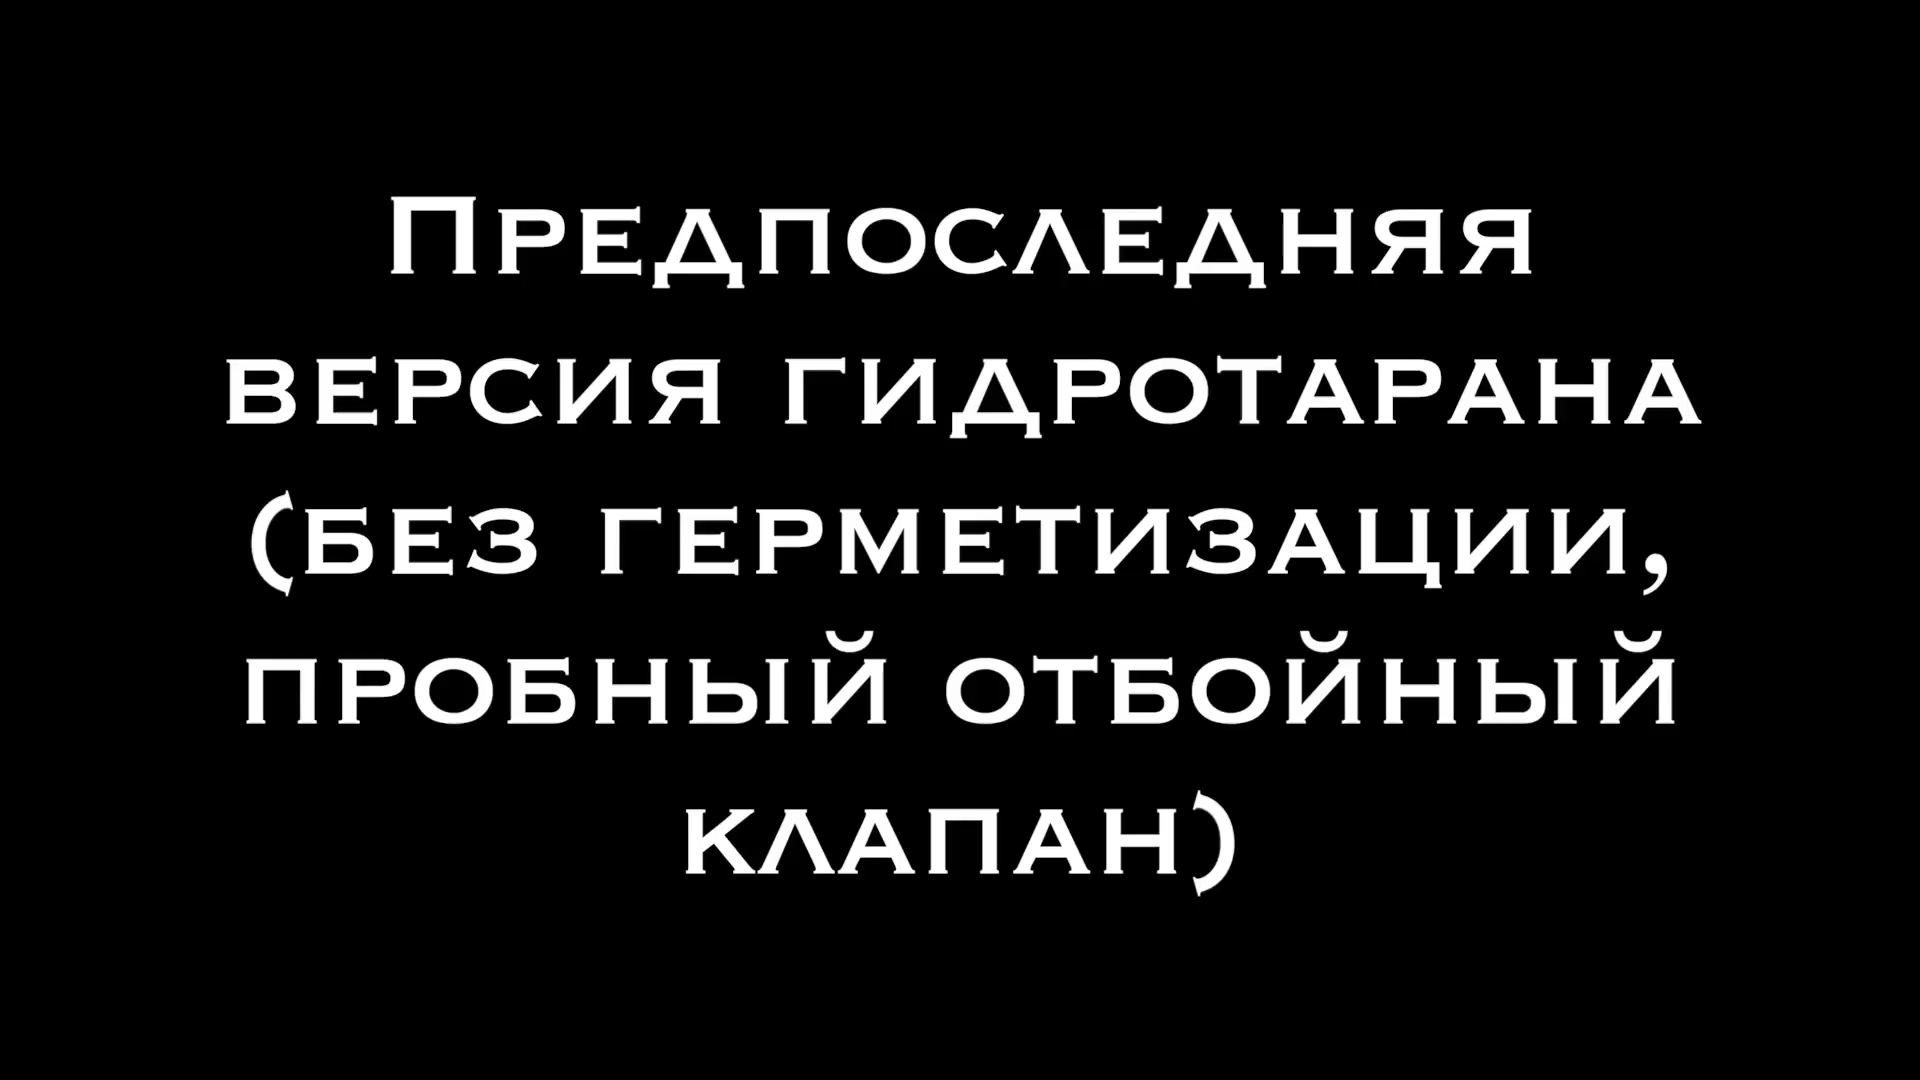 Предпоследняя
версия гидротарана
(без герметизации,
пробный отбойный
клапан)